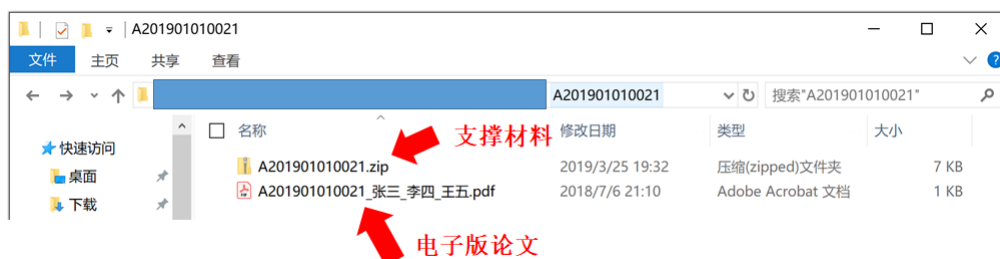 A201901010021
文件 主页 共享 查看
A201901010021 搜索"A201901010021"
名称 修改日期 类型 大小
支撑材料
快速访问
A201901010021.zip 2019/3/25 19:32 压缩(zipped)文件夹 7 KB
桌面
A201901010021_张三_李四_王五.pdf 2018/7/6 21:10 Adobe Acrobat 文档 1 KB
下载
电子版论文